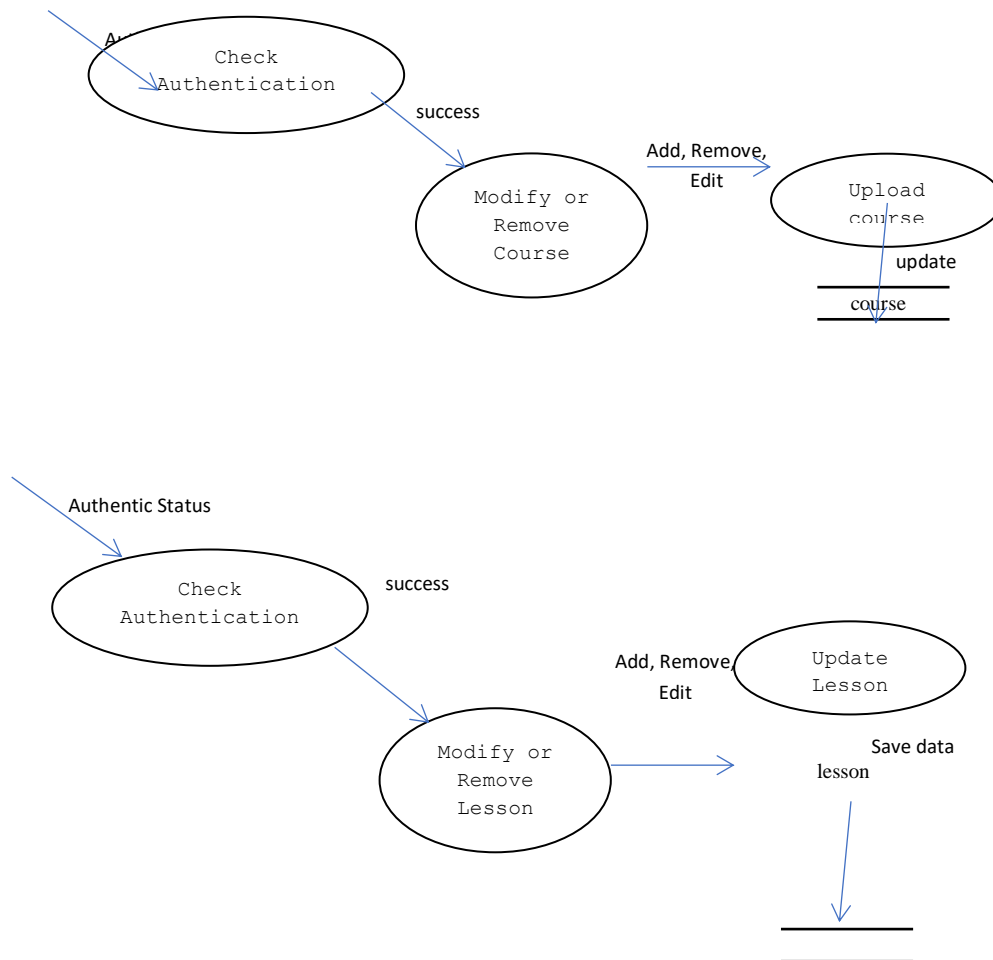 Check
Authentication
success
Add, Remove,
Edit
Modify or
Remove
Course
Upload
course
update
course
Authentic Status
Check
Authentication
success
Add, Remove,
Edit
Update
Lesson
Modify or
Remove
Lesson
Save data
lesson